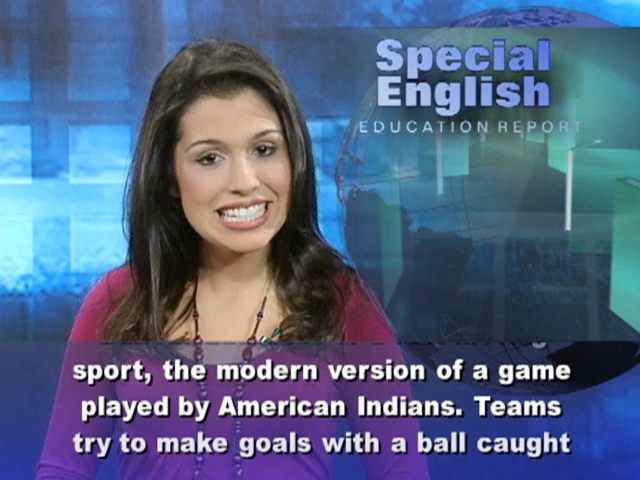 Special
English
EDUCATION REPORT
sport, the modern version of a game
played by American Indians. Teams
try to make goals with a ball caught